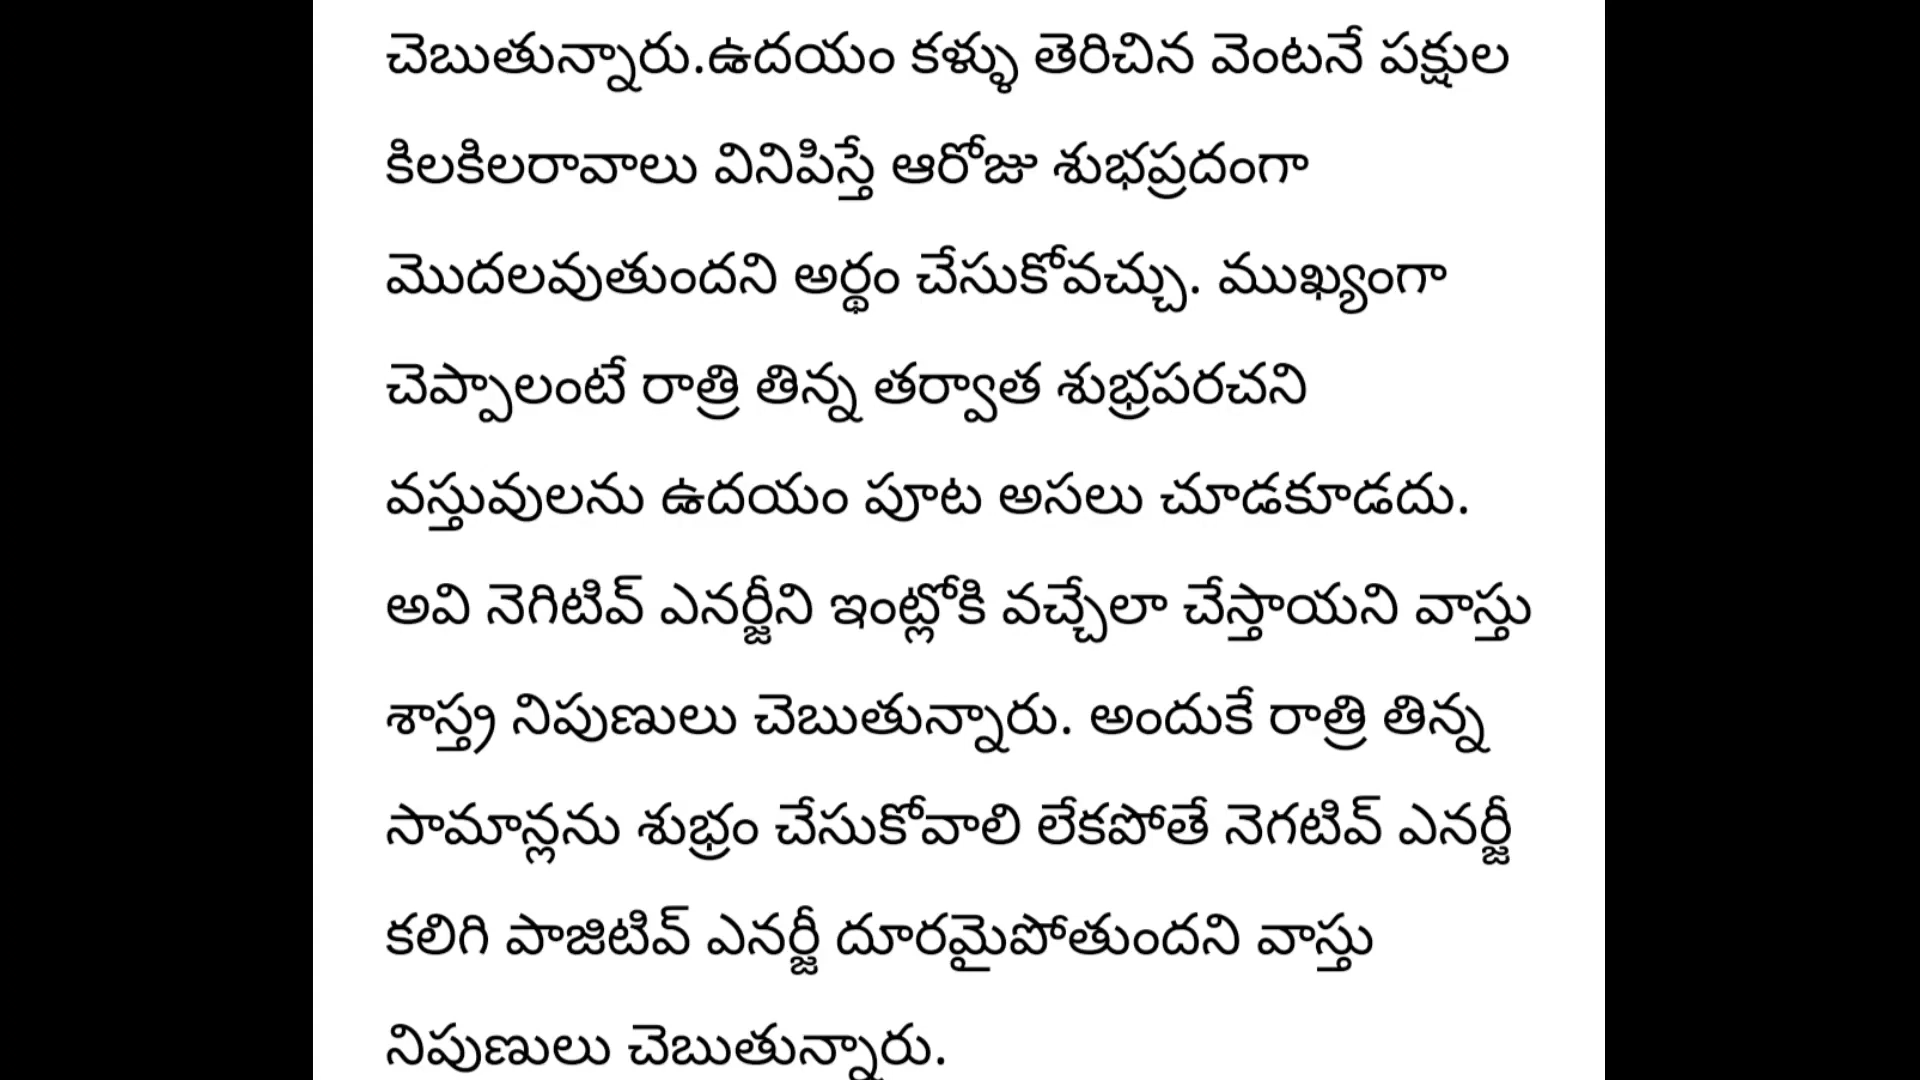 చెబుతున్నారు.ఉదయం కళ్ళు తెరిచిన వెంటనే పక్షుల
కిలకిలరావాలు వినిపిస్తే ఆరోజు శుభప్రదంగా
మొదలవుతుందని అర్థం చేసుకోవచ్చు. ముఖ్యంగా
చెప్పాలంటే రాత్రి తిన్న తర్వాత శుభ్రపరచని
వస్తువులను ఉదయం పూట అసలు చూడకూడదు.
అవి నెగిటివ్ ఎనర్జీని ఇంట్లోకి వచ్చేలా చేస్తాయని వాస్తు
శాస్త్ర నిపుణులు చెబుతున్నారు. అందుకే రాత్రి తిన్న
సామాన్లను శుభ్రం చేసుకోవాలి లేకపోతే నెగటివ్ ఎనర్జీ
కలిగి పాజిటివ్ ఎనర్జీ దూరమైపోతుందని వాస్తు
నిపుణులు చెబుతున్నారు.